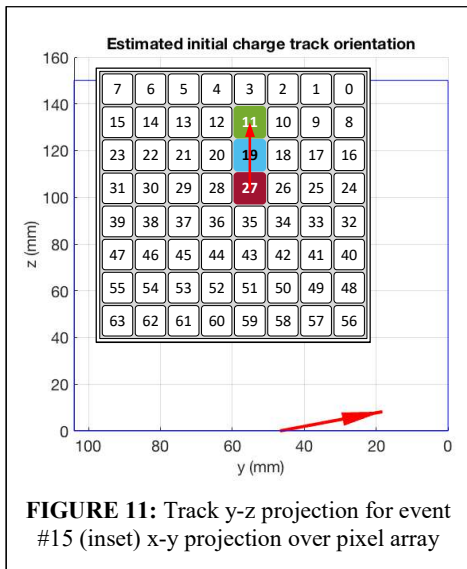 Estimated initial charge track orientation
160
140
120
100
80
60
40
20
0
z (mm)
7 6 5 4 3 2 1 0
15 14 13 12 11 10 9 8
23 22 21 20 19 18 17 16
31 30 29 28 27 26 25 24
39 38 37 36 35 34 33 32
47 46 45 44 43 42 41 40
55 54 53 52 51 50 49 48
63 62 61 60 59 58 57 56
100 80 60 40 20 0
y (mm)
FIGURE 11: Track y-z projection for event
#15 (inset) x-y projection over pixel array